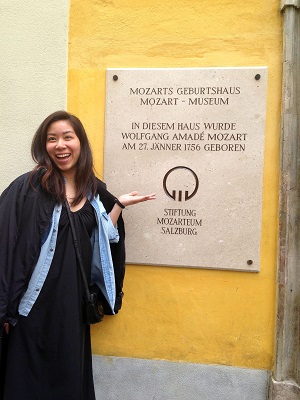 MOZARTS GEBURTSHAUS
MOZART - MUSEUM
IN DIESEM HAUS WURDE
WOLFGANG AMADÉ MOZART
AM 27. JÄNNER 1756 GEBOREN
STIFTUNG
MOZARTEUM
SALZBURG